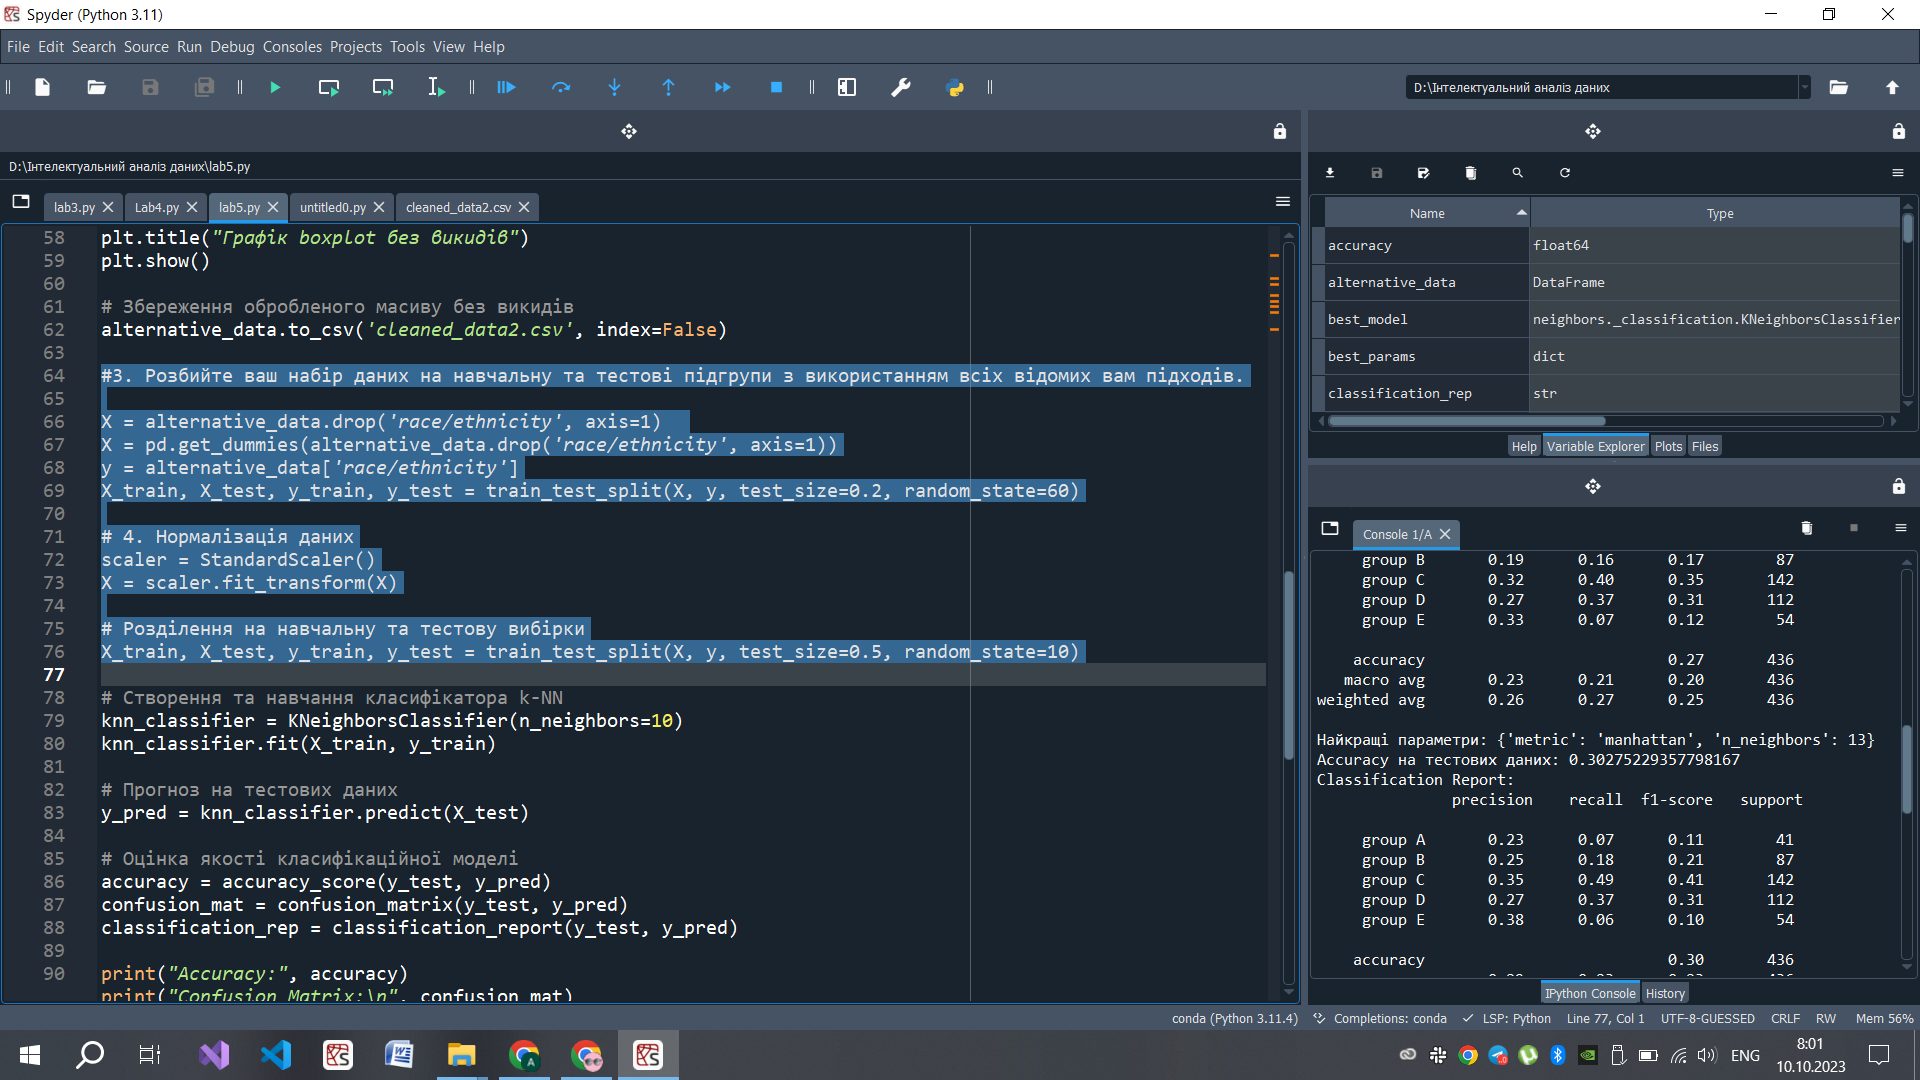 Spyder (Python 3.11)
File Edit Search Source Run Debug Consoles Projects Tools View Help
D:\Інтелектуальний аналіз даних
D:\Інтелектуальний аналіз даних\lab5.py
lab3.py Lab4.py lab5.py untitled0.py cleaned_data2.csv
58 plt.title("Графік boxplot без викидів")
59 plt.show()
60
61 # Збереження обробленого масиву без викидів
62 alternative_data.to_csv('cleaned_data2.csv', index=False)
63
64 #3. Розбийте ваш набір даних на навчальну та тестові підгрупи з використанням всіх відомих вам підходів.
65
66 X = alternative_data.drop('race/ethnicity', axis=1)
67 X = pd.get_dummies(alternative_data.drop('race/ethnicity', axis=1))
68 y = alternative_data['race/ethnicity']
69 X_train, X_test, y_train, y_test = train_test_split(X, y, test_size=0.2, random_state=60)
70
71 # 4. Нормалізація даних
72 scaler = StandardScaler()
73 X = scaler.fit_transform(X)
74
75 # Розділення на навчальну та тестову вибірки
76 X_train, X_test, y_train, y_test = train_test_split(X, y, test_size=0.5, random_state=10)
77
78 # Створення та навчання класифікатора k-NN
79 knn_classifier = KNeighborsClassifier(n_neighbors=10)
80 knn_classifier.fit(X_train, y_train)
81
82 # Прогноз на тестових даних
83 y_pred = knn_classifier.predict(X_test)
84
85 # Оцінка якості класифікаційної моделі
86 accuracy = accuracy_score(y_test, y_pred)
87 confusion_mat = confusion_matrix(y_test, y_pred)
88 classification_rep = classification_report(y_test, y_pred)
89
90 print("Accuracy:", accuracy)
print("Confusion Matrix:\n", confusion_mat)
Name Type
accuracy float64
alternative_data DataFrame
best_model neighbors._classification.KNeighborsClassifier
best_params dict
classification_rep str
Help Variable Explorer Plots Files
Console 1/A
group B 0.19 0.16 0.17 87
group C 0.32 0.40 0.35 142
group D 0.27 0.37 0.31 112
group E 0.33 0.07 0.12 54
accuracy 0.27 436
macro avg 0.23 0.21 0.20 436
weighted avg 0.26 0.27 0.25 436
Найкращі параметри: {'metric': 'manhattan', 'n_neighbors': 13}
Accuracy на тестових даних: 0.30275229357798167
Classification Report:
precision recall f1-score support
group A 0.23 0.07 0.11 41
group B 0.25 0.18 0.21 87
group C 0.35 0.49 0.41 142
group D 0.27 0.37 0.31 112
group E 0.38 0.06 0.10 54
accuracy 0.30 436
IPython Console History
conda (Python 3.11.4) Completions: conda LSP: Python Line 77, Col 1 UTF-8-GUESSED CRLF RW Mem 56%
ENG
8:01
10.10.2023